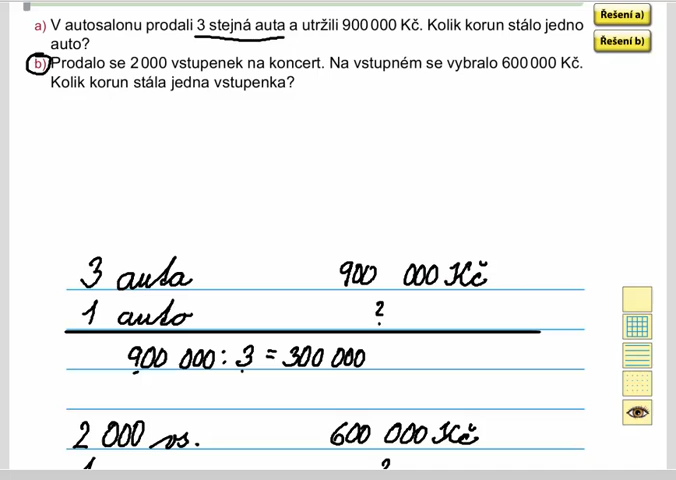 a) V autosalonu prodali 3 stejná auta a utržili 900 000 Kč. Kolik korun stálo jedno
auto?
b) Prodalo se 2 000 vstupenek na koncert. Na vstupném se vybralo 600 000 Kč.
Kolik korun stála jedna vstupenka?
Řešení a)
Řešení b)
3 auta 900 000 Kč
1 auto ?
900 000 : 3 = 300 000
2 000 vs. 600 000 Kč
1 ?